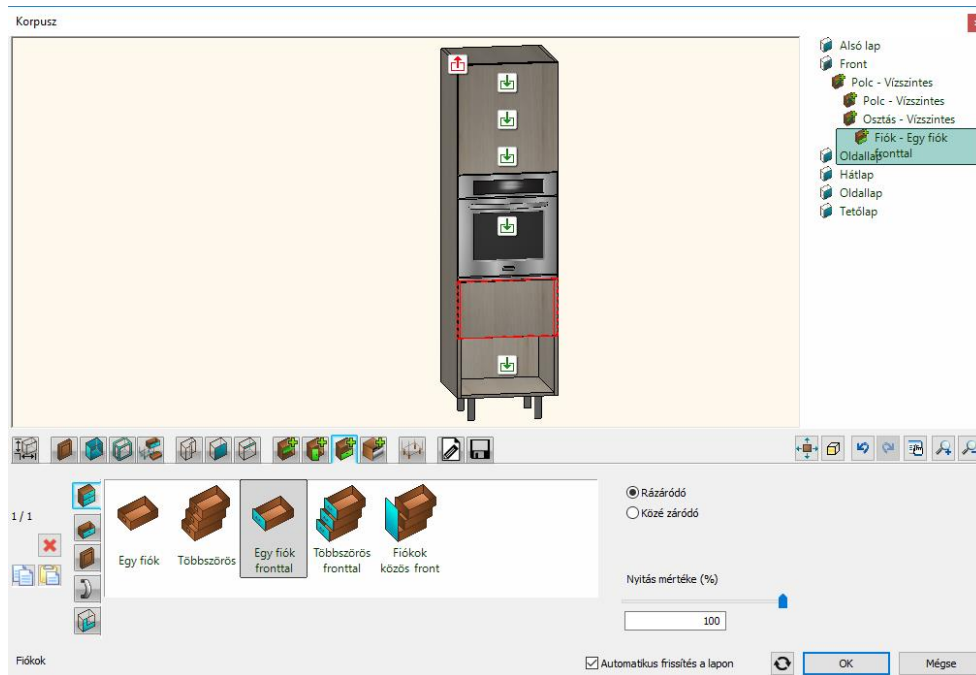 Korpusz
Alsó lap
Front
Polc - Vízszintes
Polc - Vízszintes
Osztás - Vízszintes
Fiók - Egy fiók
fronttal
Oldallap
Hátlap
Oldallap
Tetőlap
1 / 1
Egy fiók
Többszörös
Egy fiók
fronttal
Többszörös
fronttal
Fiókok
közös front
Rázáródó
Közé záródó
Nyitás mértéke (%)
100
Fiókok
Automatikus frissítés a lapon
OK
Mégse